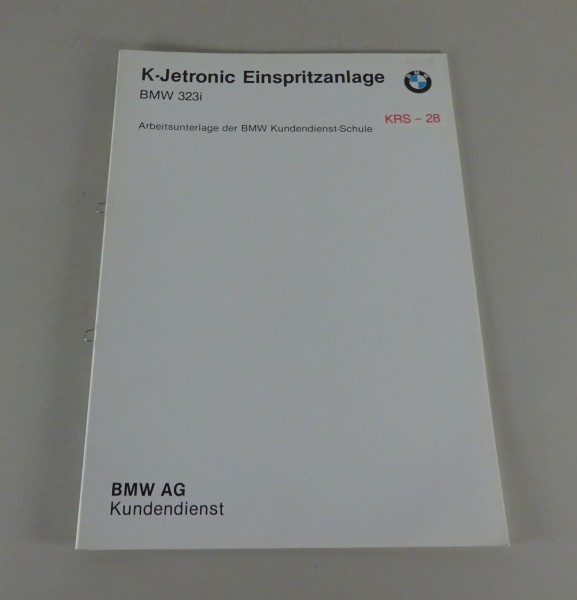 K-Jetronic Einspritzanlage
BMW 323i
Arbeitsunterlage der BMW Kundendienst-Schule
KRS – 28
BMW AG
Kundendienst